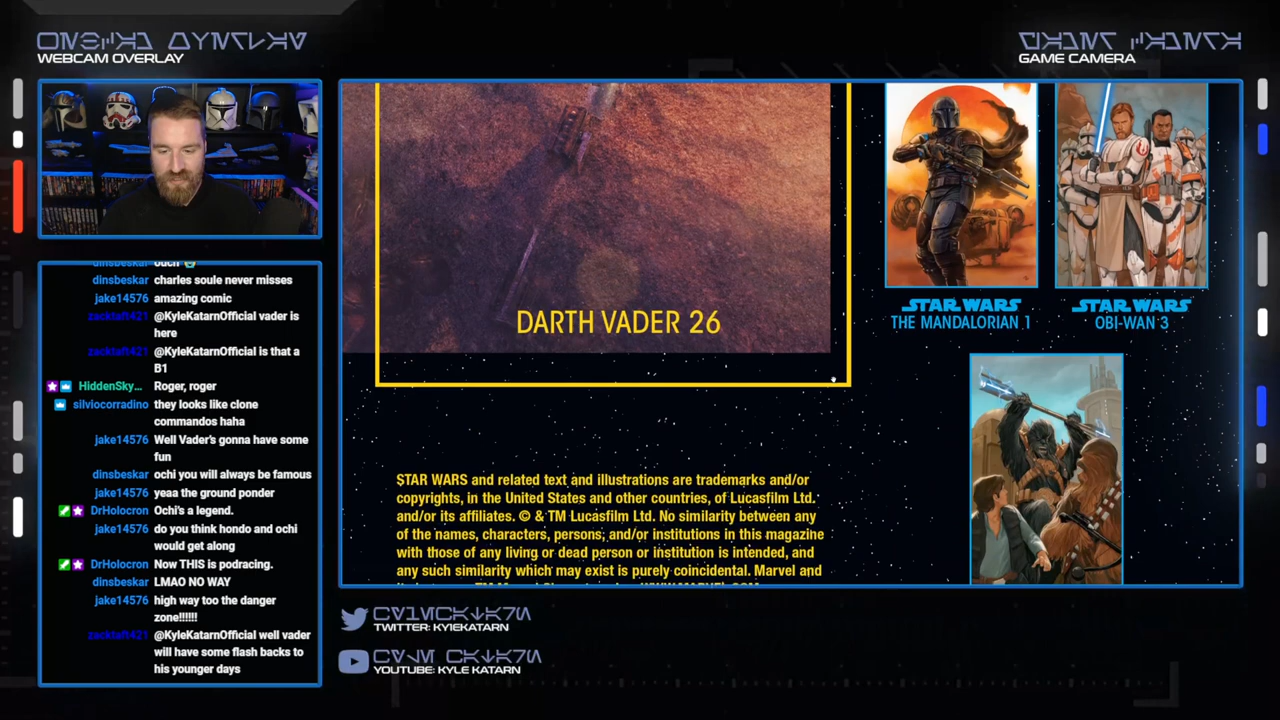 WEBCAM OVERLAY
GAME CAMERA
ouch
dinsbeskar charles soule never misses
jake14576 amazing comic
zacktaft421 @KyleKatarnOfficial vader is
here
zacktaft421 @KyleKatarnOfficial is that a
B1
HiddenSky... Roger, roger
silviocorradino they looks like clone
commandos haha
jake14576 Well Vader's gonna have some
fun
dinsbeskar ochi you will always be famous
jake14576 yeaa the ground ponder
DrHolocron Ochi's a legend.
jake14576 do you think hondo and ochi
would get along
DrHolocron Now THIS is podracing.
dinsbeskar LMAO NO WAY
jake14576 high way too the danger
zone!!!!!!
zacktaft421 @KyleKatarnOfficial well vader
will have some flash backs to
his younger days
DARTH VADER 26
STAR WARS and related text and illustrations are trademarks and/or
copyrights, in the United States and other countries, of Lucasfilm Ltd.
and/or its affiliates. © & TM Lucasfilm Ltd. No similarity between any
of the names, characters, persons, and/or institutions in this magazine
with those of any living or dead person or institution is intended, and
any such similarity which may exist is purely coincidental. Marvel and
STAR WARS
THE MANDALORIAN 1
STAR WARS
OBI-WAN 3
TWITTER: KYlEKATARN
YOUTUBE: KYLE KATARN